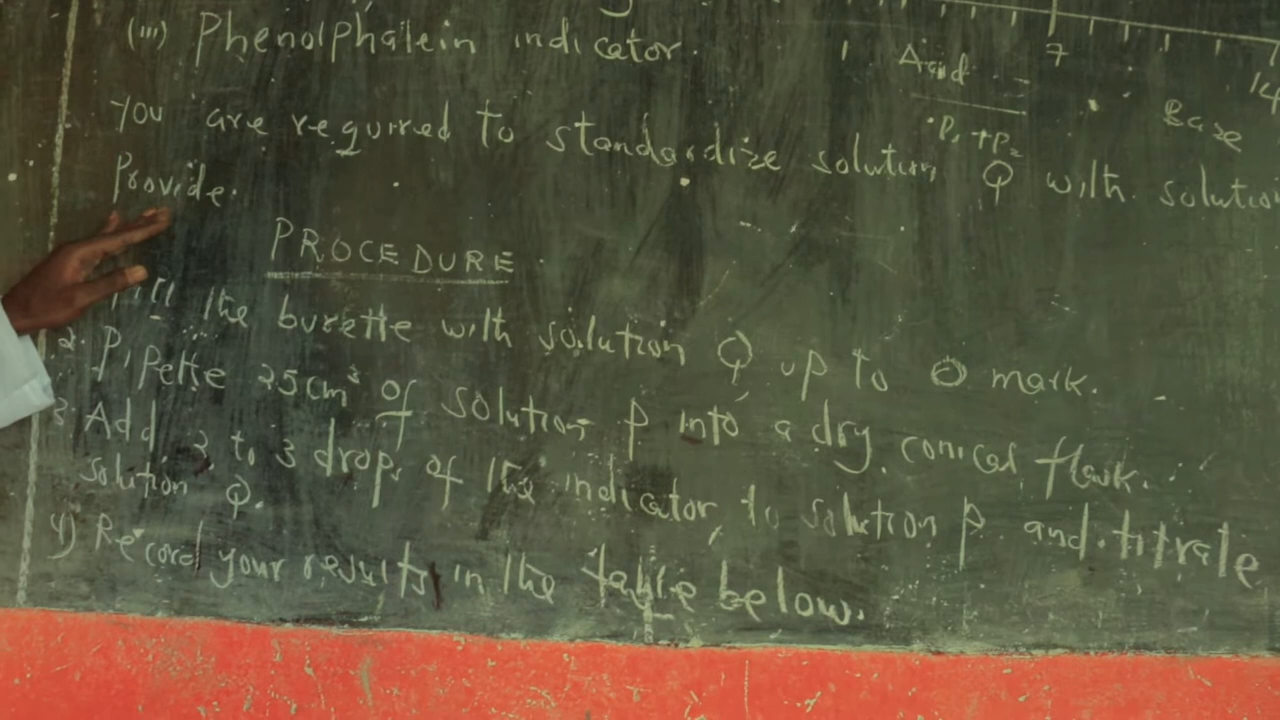 (iii) Phenolphalein indicator.
1 Acid 7 14
Base
P₁ + P₂
You are required to standardize solution Q with solution
Provide.
PROCEDURE
Fill the burette with solution Q up to 0 mark.
2. Pipette 25cm³ of solution P into a dry conical flask.
3. Add 2 to 3 drops of the indicator to solution P and titrate
solution Q.
4) Record your results in the table below.